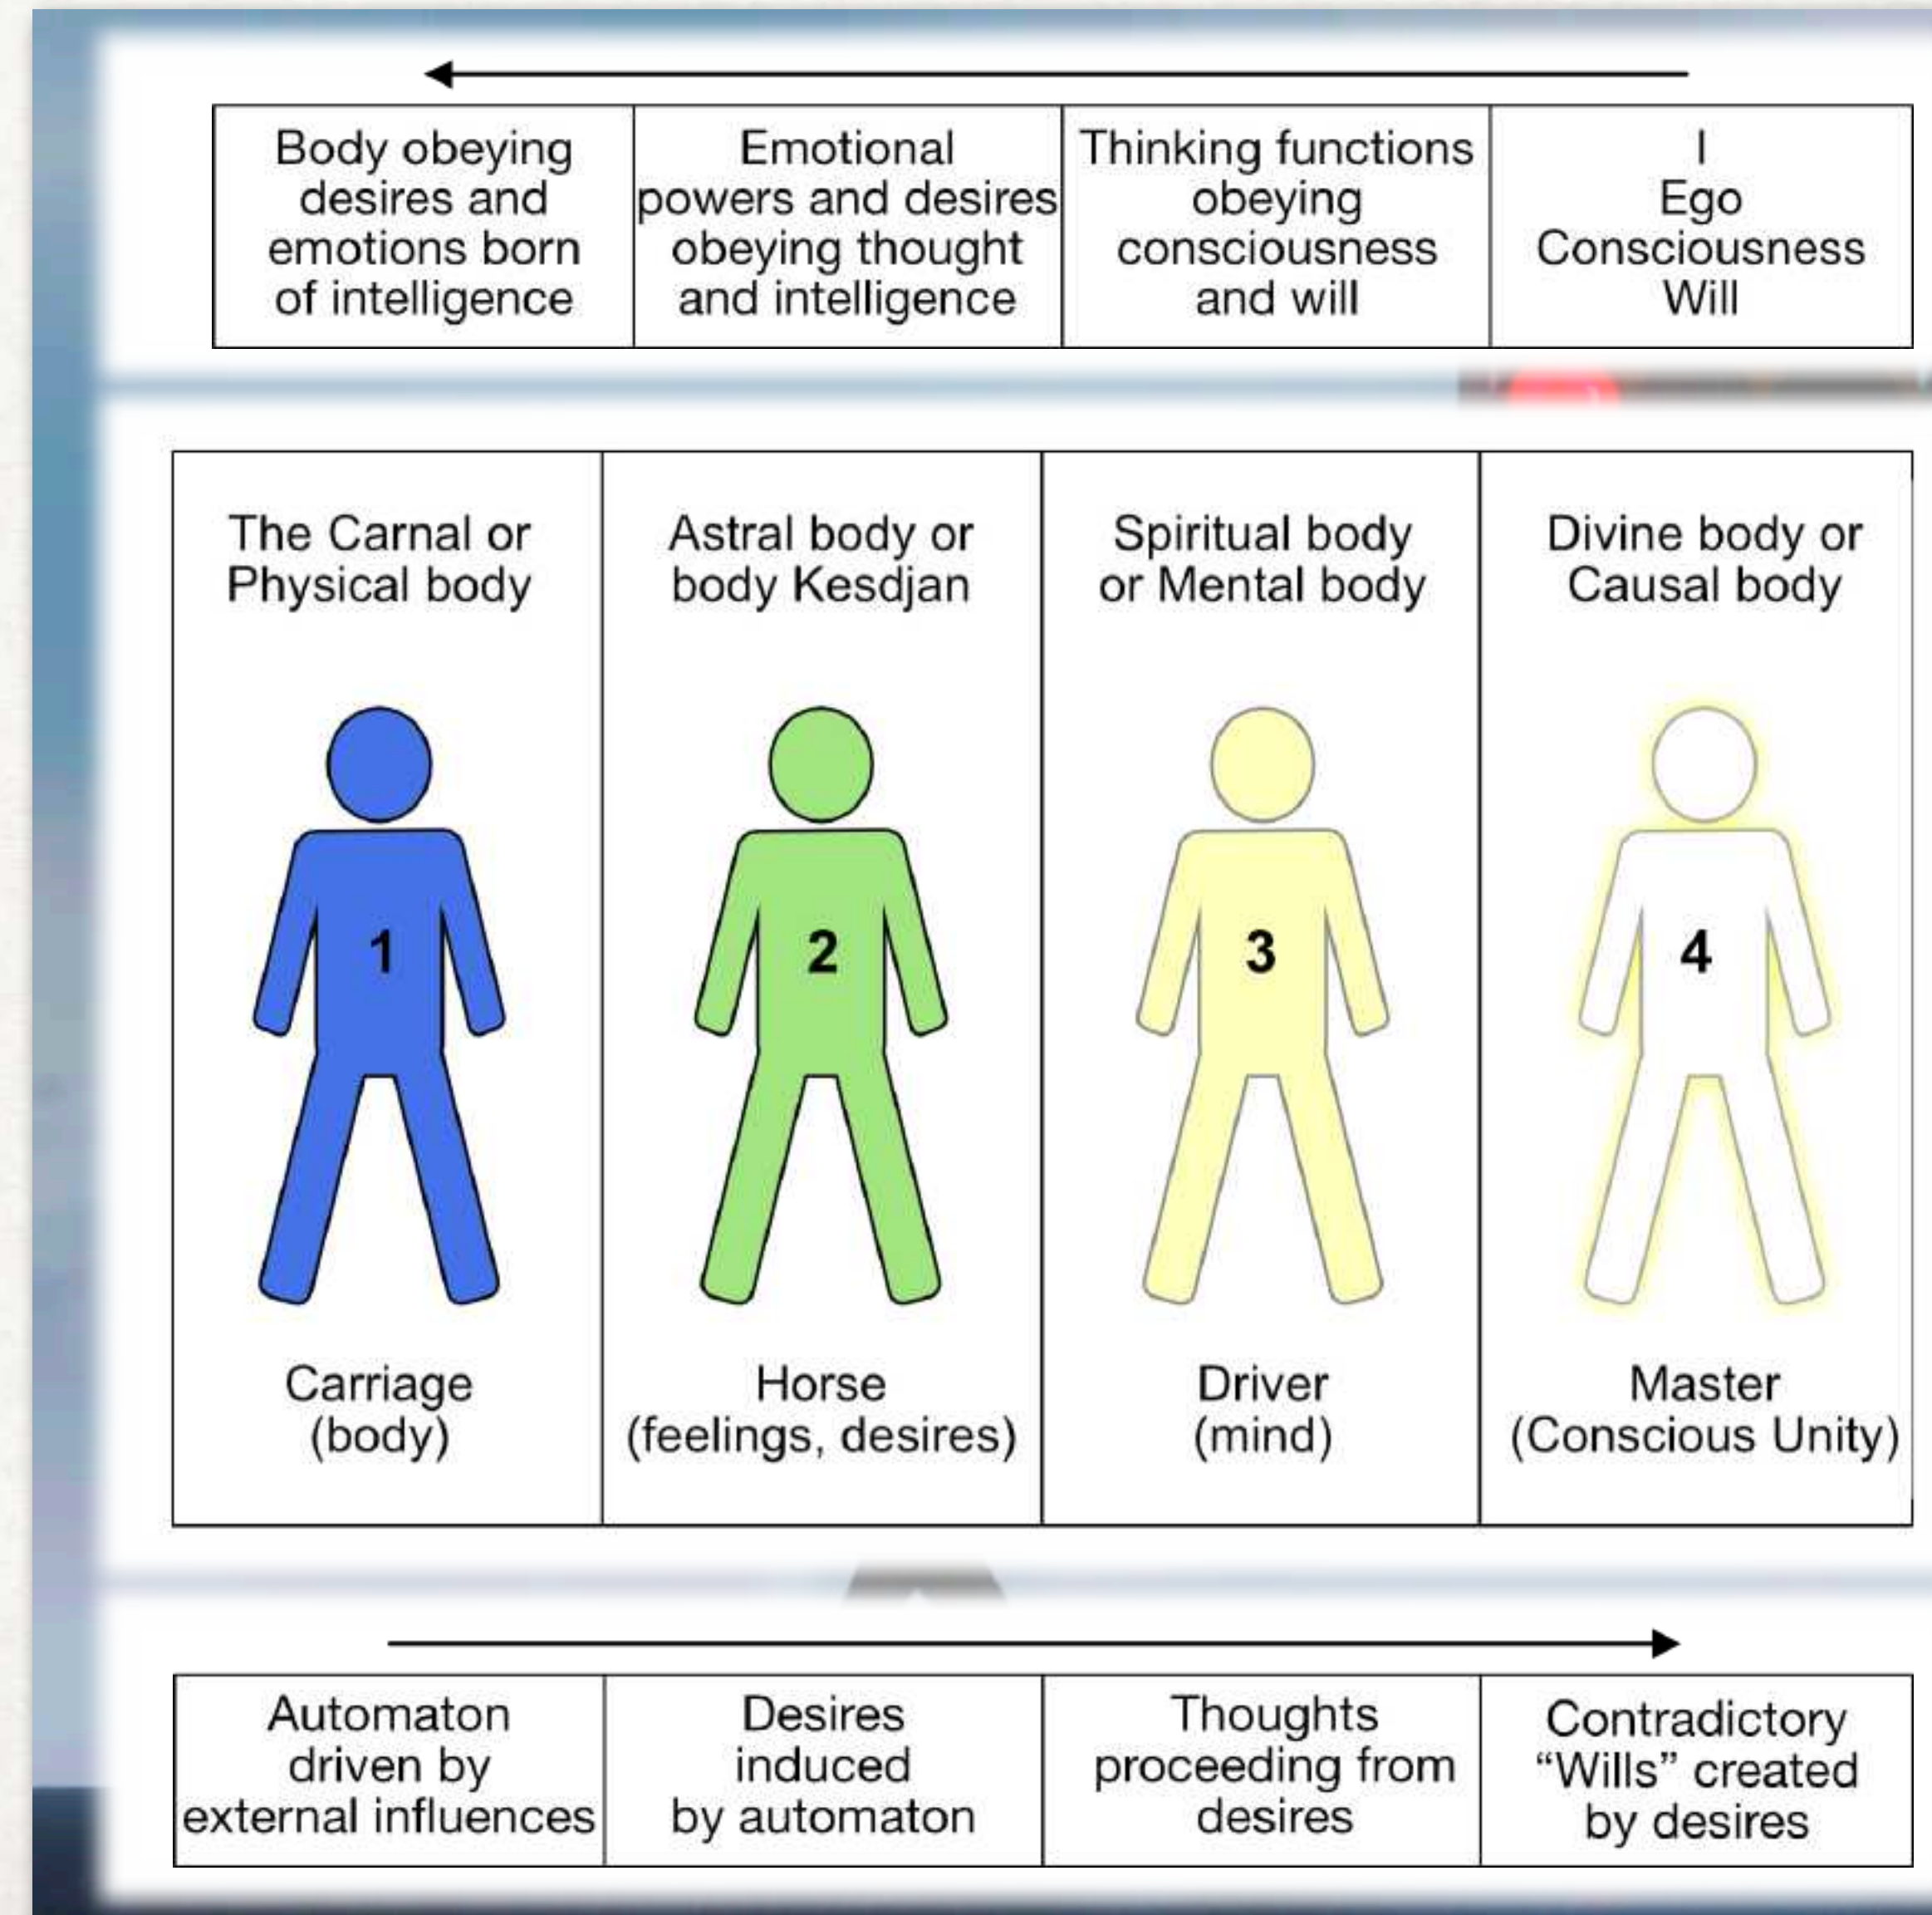 Body obeying
desires and
emotions born
of intelligence
Emotional
powers and desires
obeying thought
and intelligence
Thinking functions
obeying
consciousness
and will
I
Ego
Consciousness
Will
The Carnal or
Physical body
Astral body or
body Kesdjan
Spiritual body
or Mental body
Divine body or
Causal body
1
2
3
4
Carriage
(body)
Horse
(feelings, desires)
Driver
(mind)
Master
(Conscious Unity)
Automaton
driven by
external influences
Desires
induced
by automaton
Thoughts
proceeding from
desires
Contradictory
“Wills” created
by desires